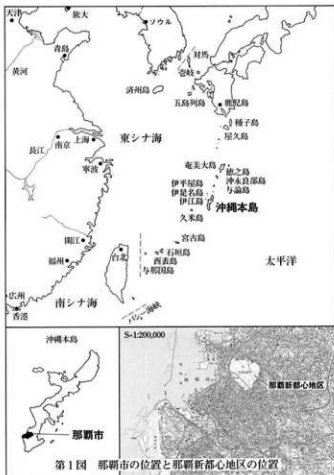 天津
旅大
ソウル
青島
黄河
対馬
壱岐
済州島
五島列島
鹿児島
種子島
屋久島
東シナ海
上海
南京
長江
寧波
奄美大島
徳之島
沖永良部島
与論島
伊平屋島
伊是名島
伊江島
沖縄本島
久米島
閩江
福州
台北
宮古島
石垣島
西表島
与那国島
太平洋
広州
香港
南シナ海
バシー海峡
沖縄本島
那覇市
S=1:200,000
那覇新都心地区
第1図 那覇市の位置と那覇新都心地区の位置